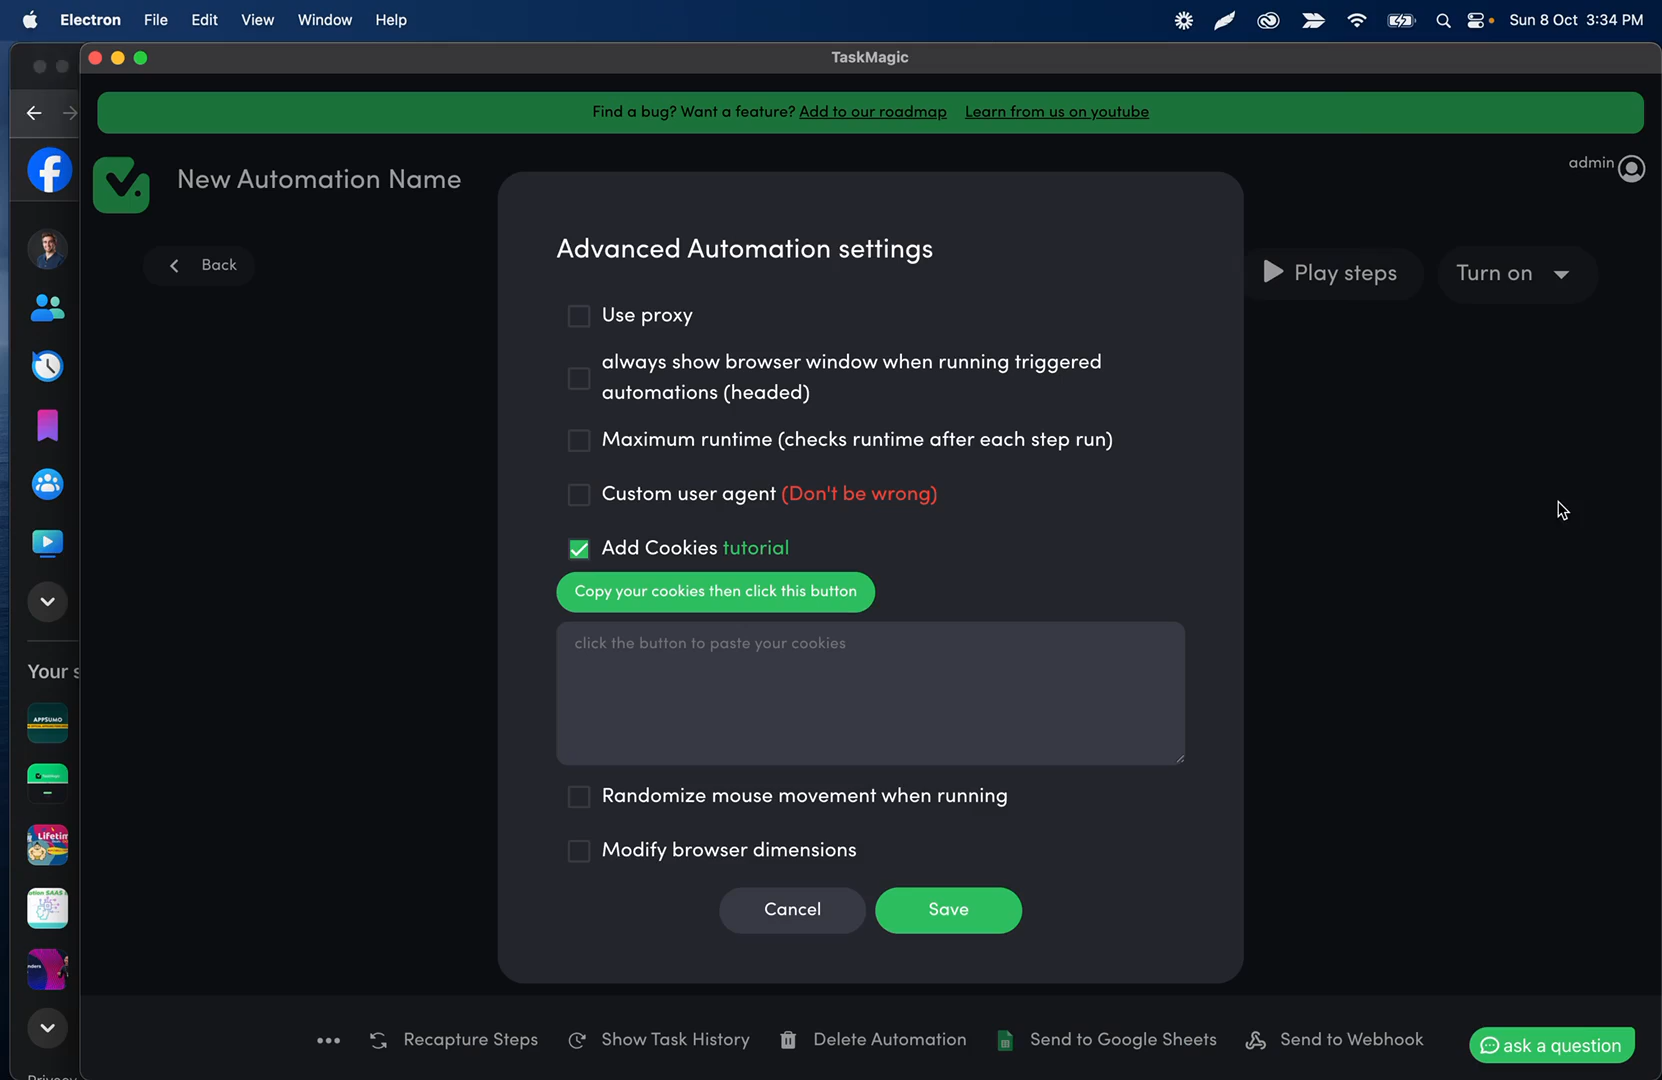 Electron File Edit View Window Help
Sun 8 Oct 3:34 PM
TaskMagic
Find a bug? Want a feature? Add to our roadmap Learn from us on youtube
New Automation Name
admin
Back
Play steps
Turn on
Advanced Automation settings
Use proxy
always show browser window when running triggered
automations (headed)
Maximum runtime (checks runtime after each step run)
Custom user agent (Don't be wrong)
Add Cookies tutorial
Copy your cookies then click this button
click the button to paste your cookies
Randomize mouse movement when running
Modify browser dimensions
Cancel
Save
Your s
APPSUMO
Lifetim
Recapture Steps
Show Task History
Delete Automation
Send to Google Sheets
Send to Webhook
ask a question